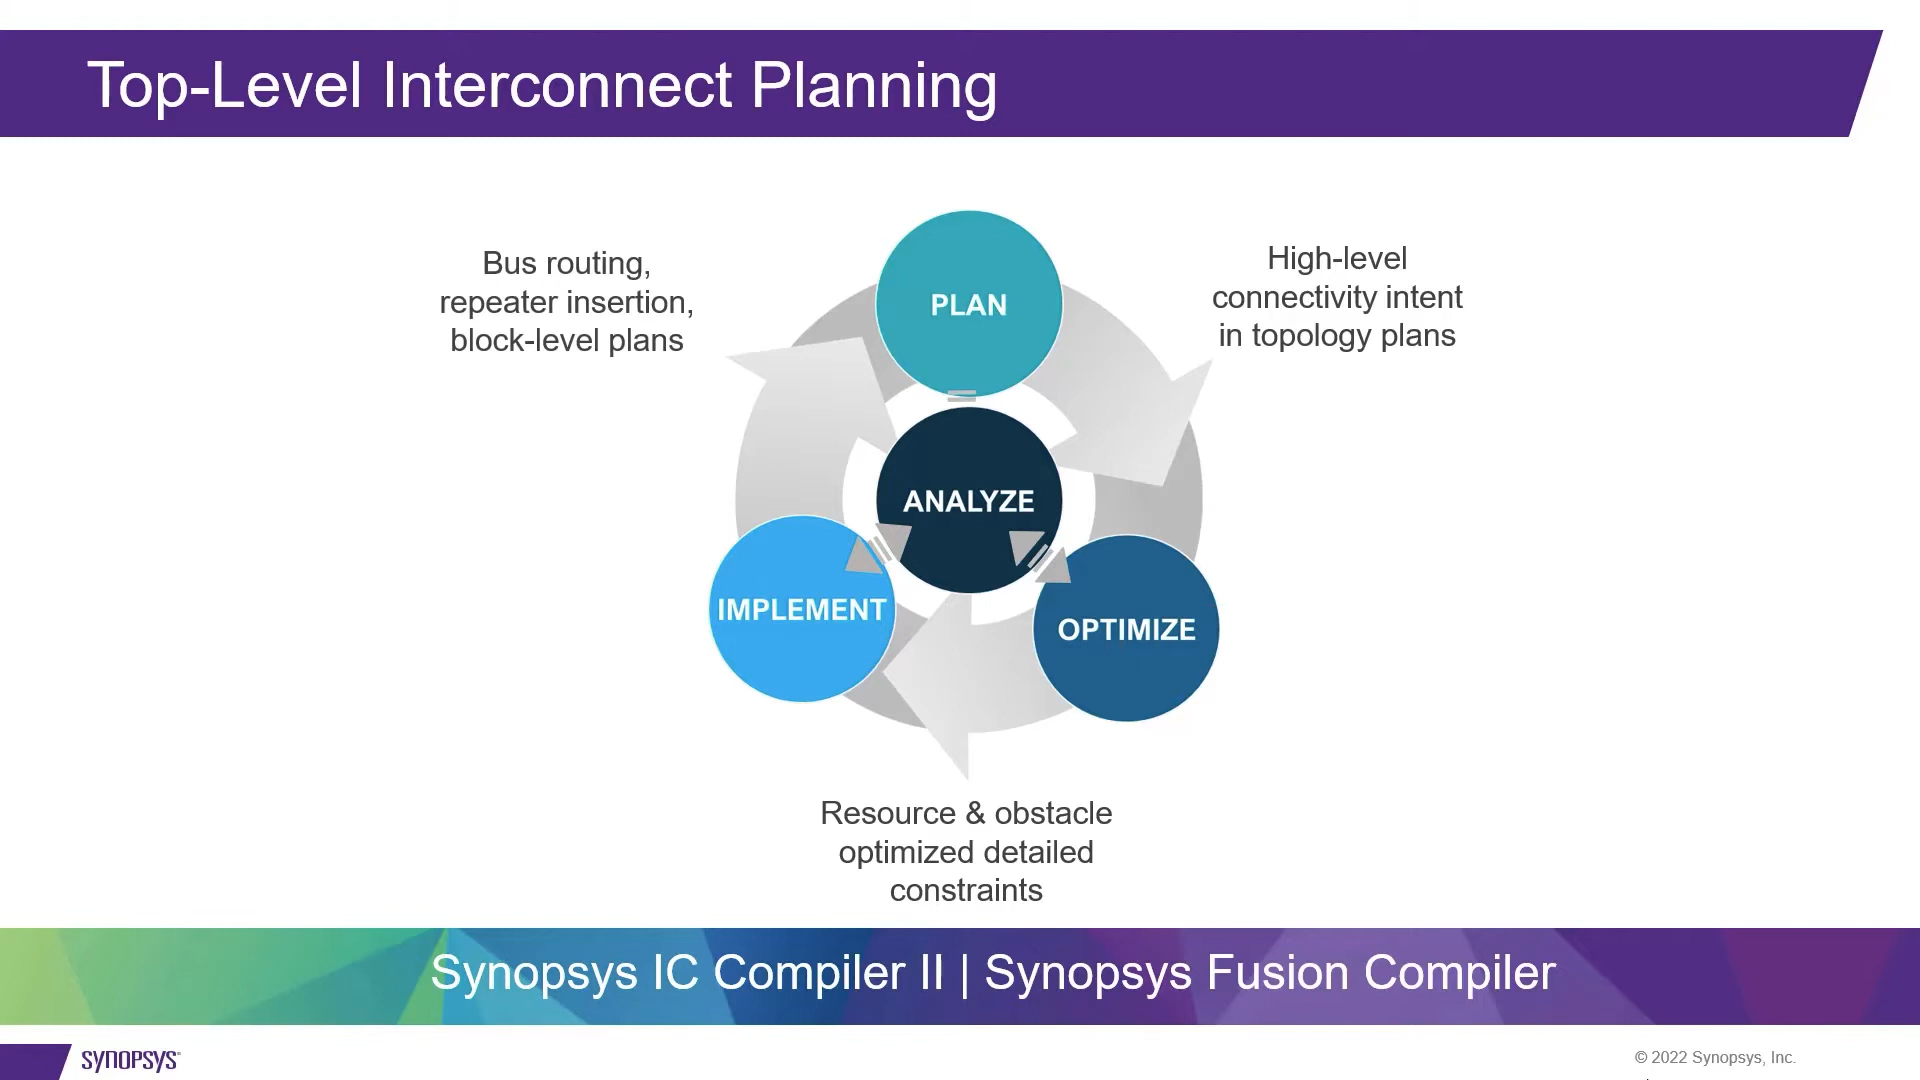 Top-Level Interconnect Planning
Bus routing,
repeater insertion,
block-level plans
PLAN
High-level
connectivity intent
in topology plans
ANALYZE
IMPLEMENT
OPTIMIZE
Resource & obstacle
optimized detailed
constraints
Synopsys IC Compiler II | Synopsys Fusion Compiler
SYNOPSYS®
© 2022 Synopsys, Inc.